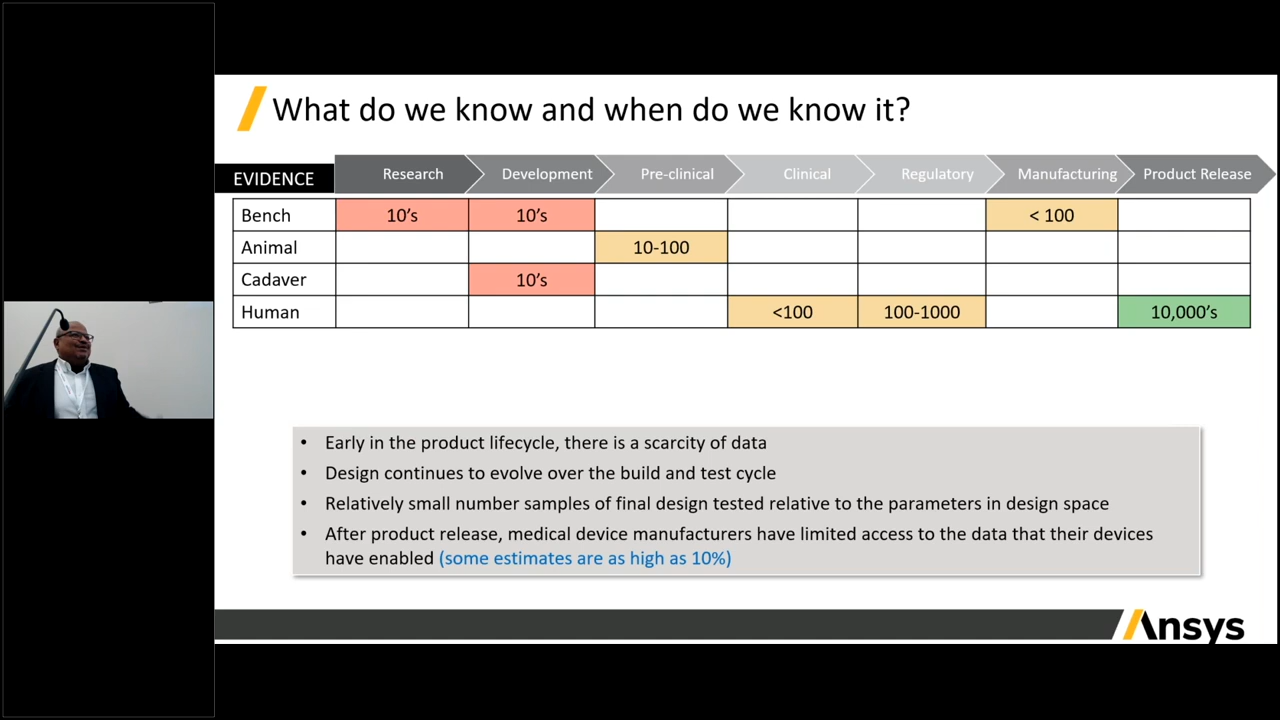 What do we know and when do we know it?
EVIDENCE Research Development Pre-clinical Clinical Regulatory Manufacturing Product Release
Bench 10's 10's < 100
Animal 10-100
Cadaver 10's
Human <100 100-1000 10,000's
• Early in the product lifecycle, there is a scarcity of data
• Design continues to evolve over the build and test cycle
• Relatively small number samples of final design tested relative to the parameters in design space
• After product release, medical device manufacturers have limited access to the data that their devices
have enabled (some estimates are as high as 10%)
Ansys